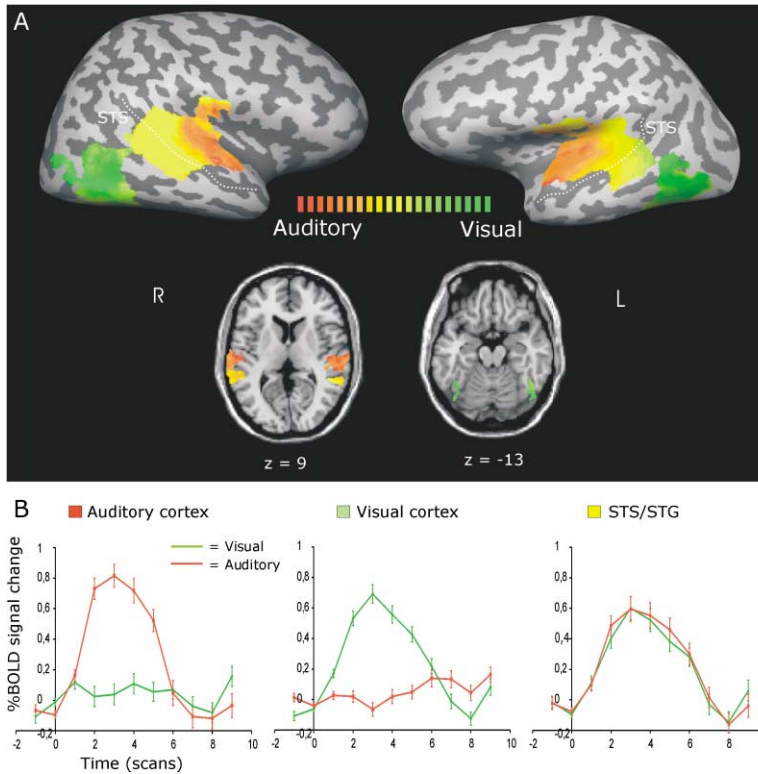 A
STS
STS
Auditory
Visual
R
L
z = 9
z = -13
B
Auditory cortex
Visual cortex
STS/STG
= Visual
= Auditory
%BOLD signal change
1
0,8
0,6
0,4
0,2
0
-0,2
-2 0 2 4 6 8 10
Time (scans)
1
0,8
0,6
0,4
0,2
0
-0,2
-2 0 2 4 6 8 10
1
0,8
0,6
0,4
0,2
0
-0,2
-2 0 2 4 6 8 10